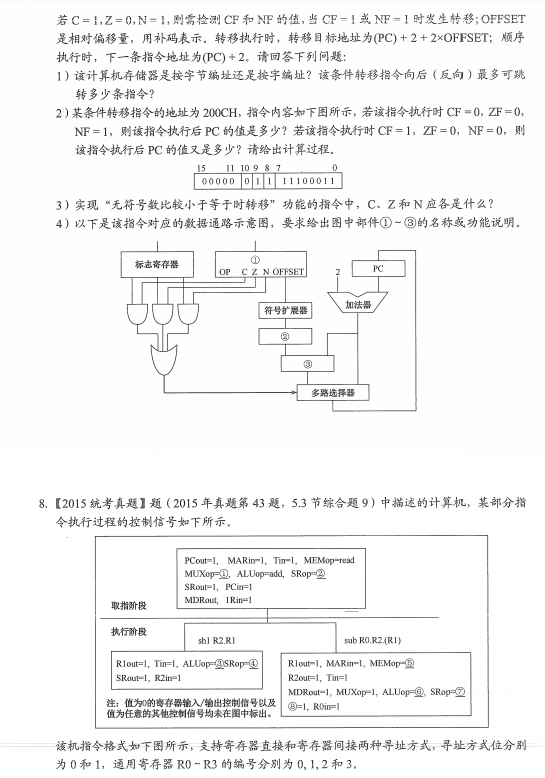 若 C = 1, Z = 0, N = 1, 则需检测 CF 和 NF 的值, 当 CF = 1 或 NF = 1 时发生转移; OFFSET
是相对偏移量，用补码表示。转移执行时，转移目标地址为(PC) + 2 + 2×OFFSET；顺序
执行时，下一条指令地址为(PC) + 2。请回答下列问题：
1）该计算机存储器是按字节编址还是按字编址？该条件转移指令向后（反向）最多可跳
转多少条指令？
2）某条件转移指令的地址为 200CH，指令内容如下图所示，若该指令执行时 CF = 0，ZF = 0，
NF = 1，则该指令执行后 PC 的值是多少？若该指令执行时 CF = 1，ZF = 0，NF = 0，则
该指令执行后 PC 的值又是多少？请给出计算过程。
15 11 10 9 8 7 0
00000 0 1 1 11100011
3）实现“无符号数比较小于等于时转移”功能的指令中，C、Z 和 N 应各是什么？
4）以下是该指令对应的数据通路示意图，要求给出图中部件①~③的名称或功能说明。
标志寄存器
①
OP C Z N OFFSET
2
PC
符号扩展器
加法器
②
③
多路选择器
8.【2015 统考真题】题（2015 年真题第 43 题，5.3 节综合题 9）中描述的计算机，某部分指
令执行过程的控制信号如下所示。
PCout=1, MARin=1, Tin=1, MEMop=read
MUXop=①, ALUop=add, SRop=②
SRout=1, PCin=1
MDRout, 1Rin=1
取指阶段
执行阶段
sh1 R2.R1
sub R0.R2.(R1)
R1out=1, Tin=1, ALUop=③SRop=④
SRout=1, R2in=1
R1out=1, MARin=1, MEMop=⑤
R2out=1, Tin=1
MDRout=1, MUXop=1, ALUop=⑥, SRop=⑦
⑧=1, R0in=1
注：值为0的寄存器输入/输出控制信号以及
值为任意的其他控制信号均未在图中标出。
该机指令格式如下图所示，支持寄存器直接和寄存器间接两种寻址方式，寻址方式位分别
为 0 和 1，通用寄存器 R0 ~ R3 的编号分别为 0, 1, 2 和 3。